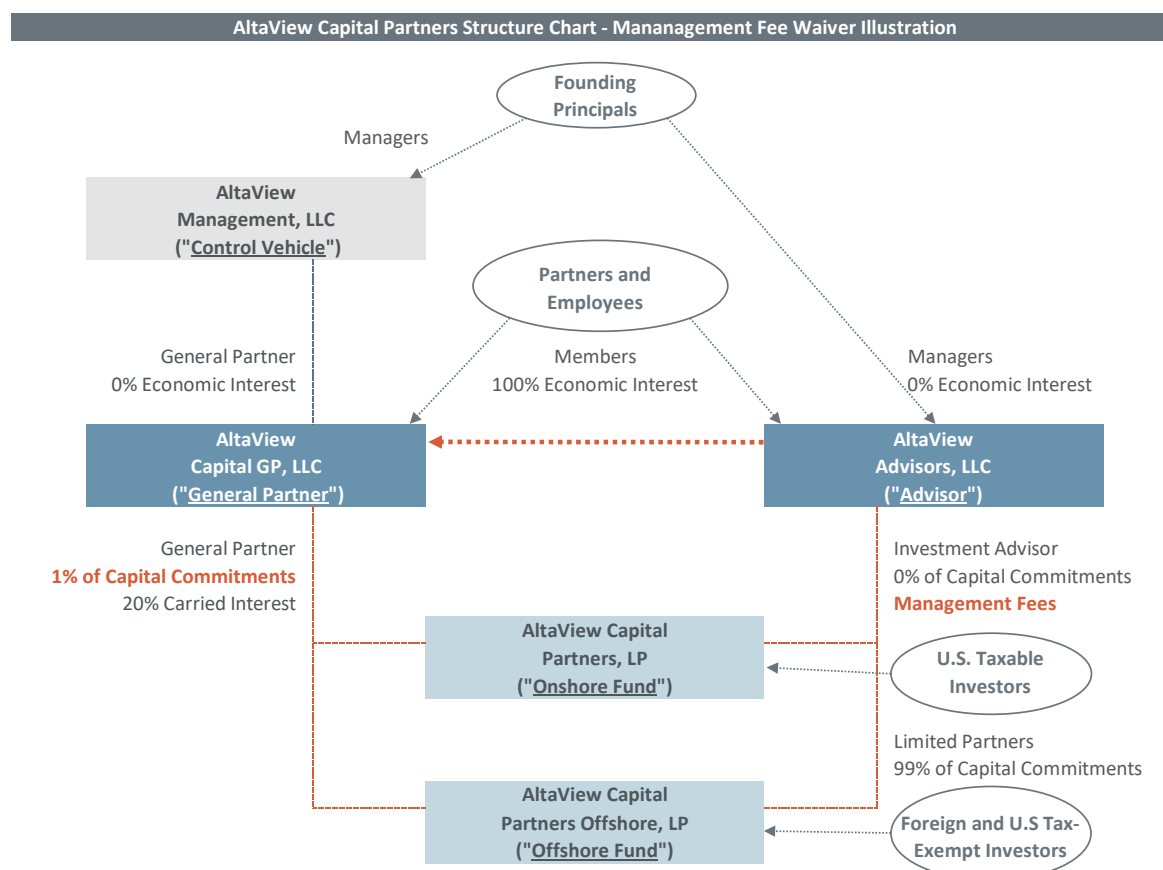 AltaView Capital Partners Structure Chart - Mananagement Fee Waiver Illustration
Founding
Principals
Managers
AltaView
Management, LLC
("Control Vehicle")
Partners and
Employees
General Partner
0% Economic Interest
Members
100% Economic Interest
Managers
0% Economic Interest
AltaView
Capital GP, LLC
("General Partner")
AltaView
Advisors, LLC
("Advisor")
General Partner
1% of Capital Commitments
20% Carried Interest
Investment Advisor
0% of Capital Commitments
Management Fees
AltaView Capital
Partners, LP
("Onshore Fund")
U.S. Taxable
Investors
Limited Partners
99% of Capital Commitments
AltaView Capital
Partners Offshore, LP
("Offshore Fund")
Foreign and U.S Tax-
Exempt Investors